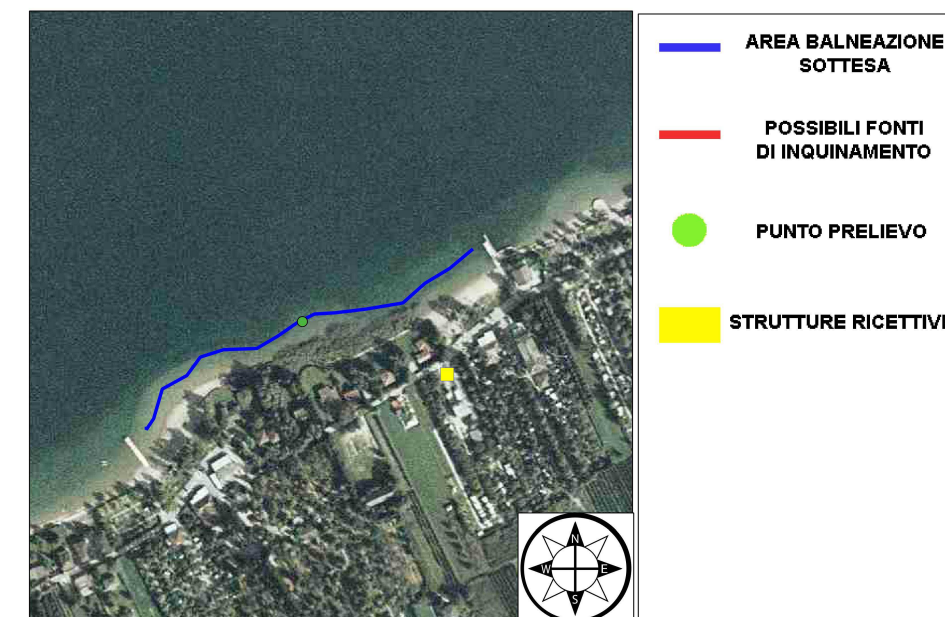 AREA BALNEAZIONE
SOTTESA
POSSIBILI FONTI
DI INQUINAMENTO
PUNTO PRELIEVO
STRUTTURE RICETTIVE
N
W
E
S